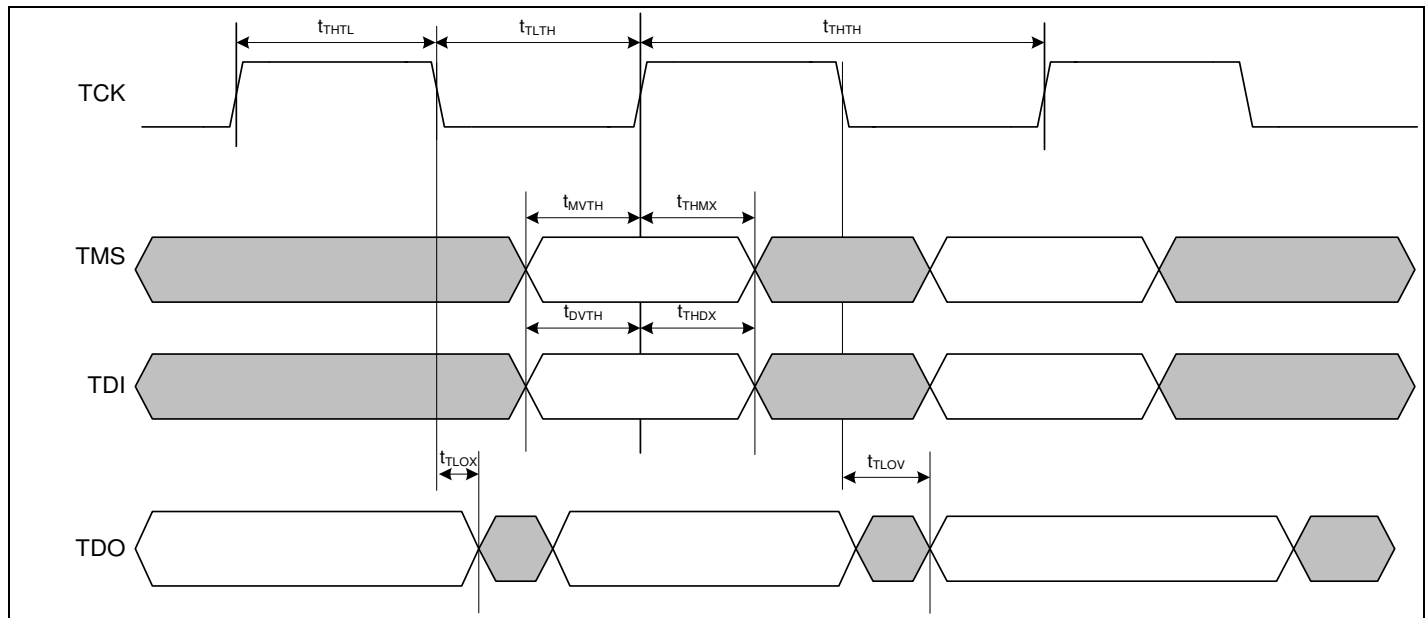 tTHTL tTLTH tTHTH
TCK
tMVTH tTHMX
TMS
tDVTH tTHDX
TDI
tTLOX tTLOV
TDO